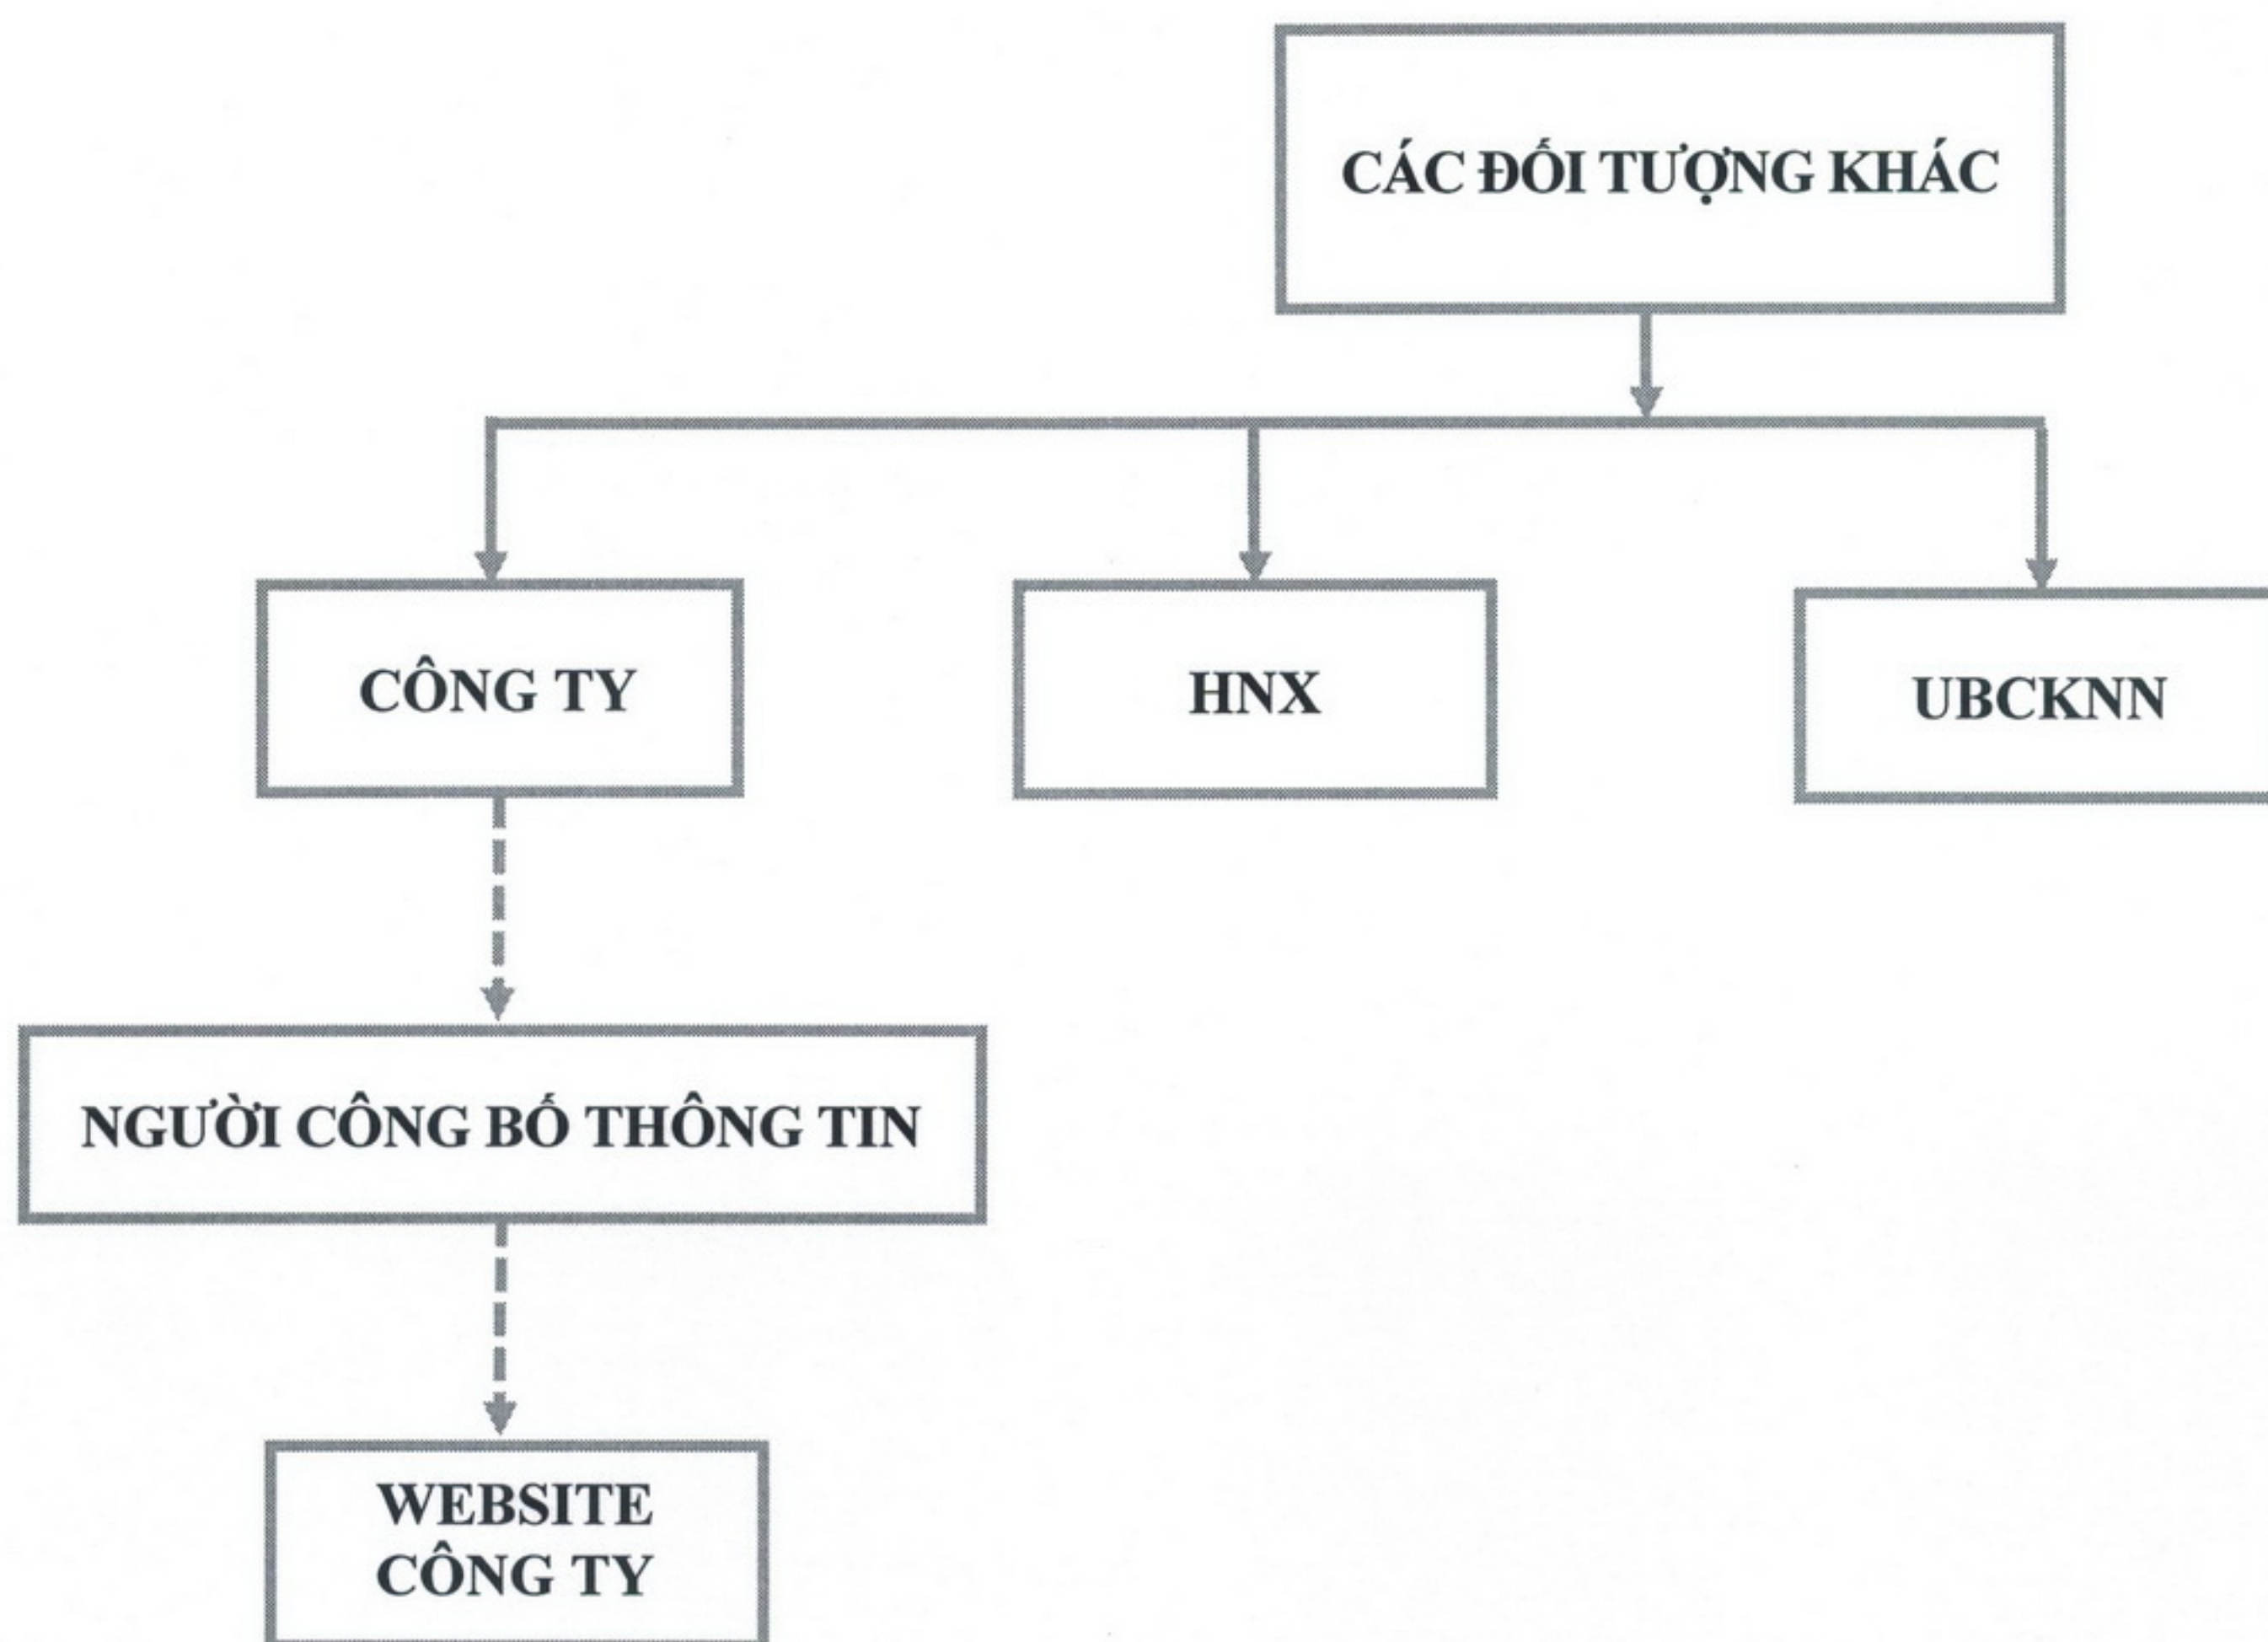 CÁC ĐỐI TƯỢNG KHÁC
CÔNG TY
HNX
UBCKNN
NGƯỜI CÔNG BỐ THÔNG TIN
WEBSITE
CÔNG TY